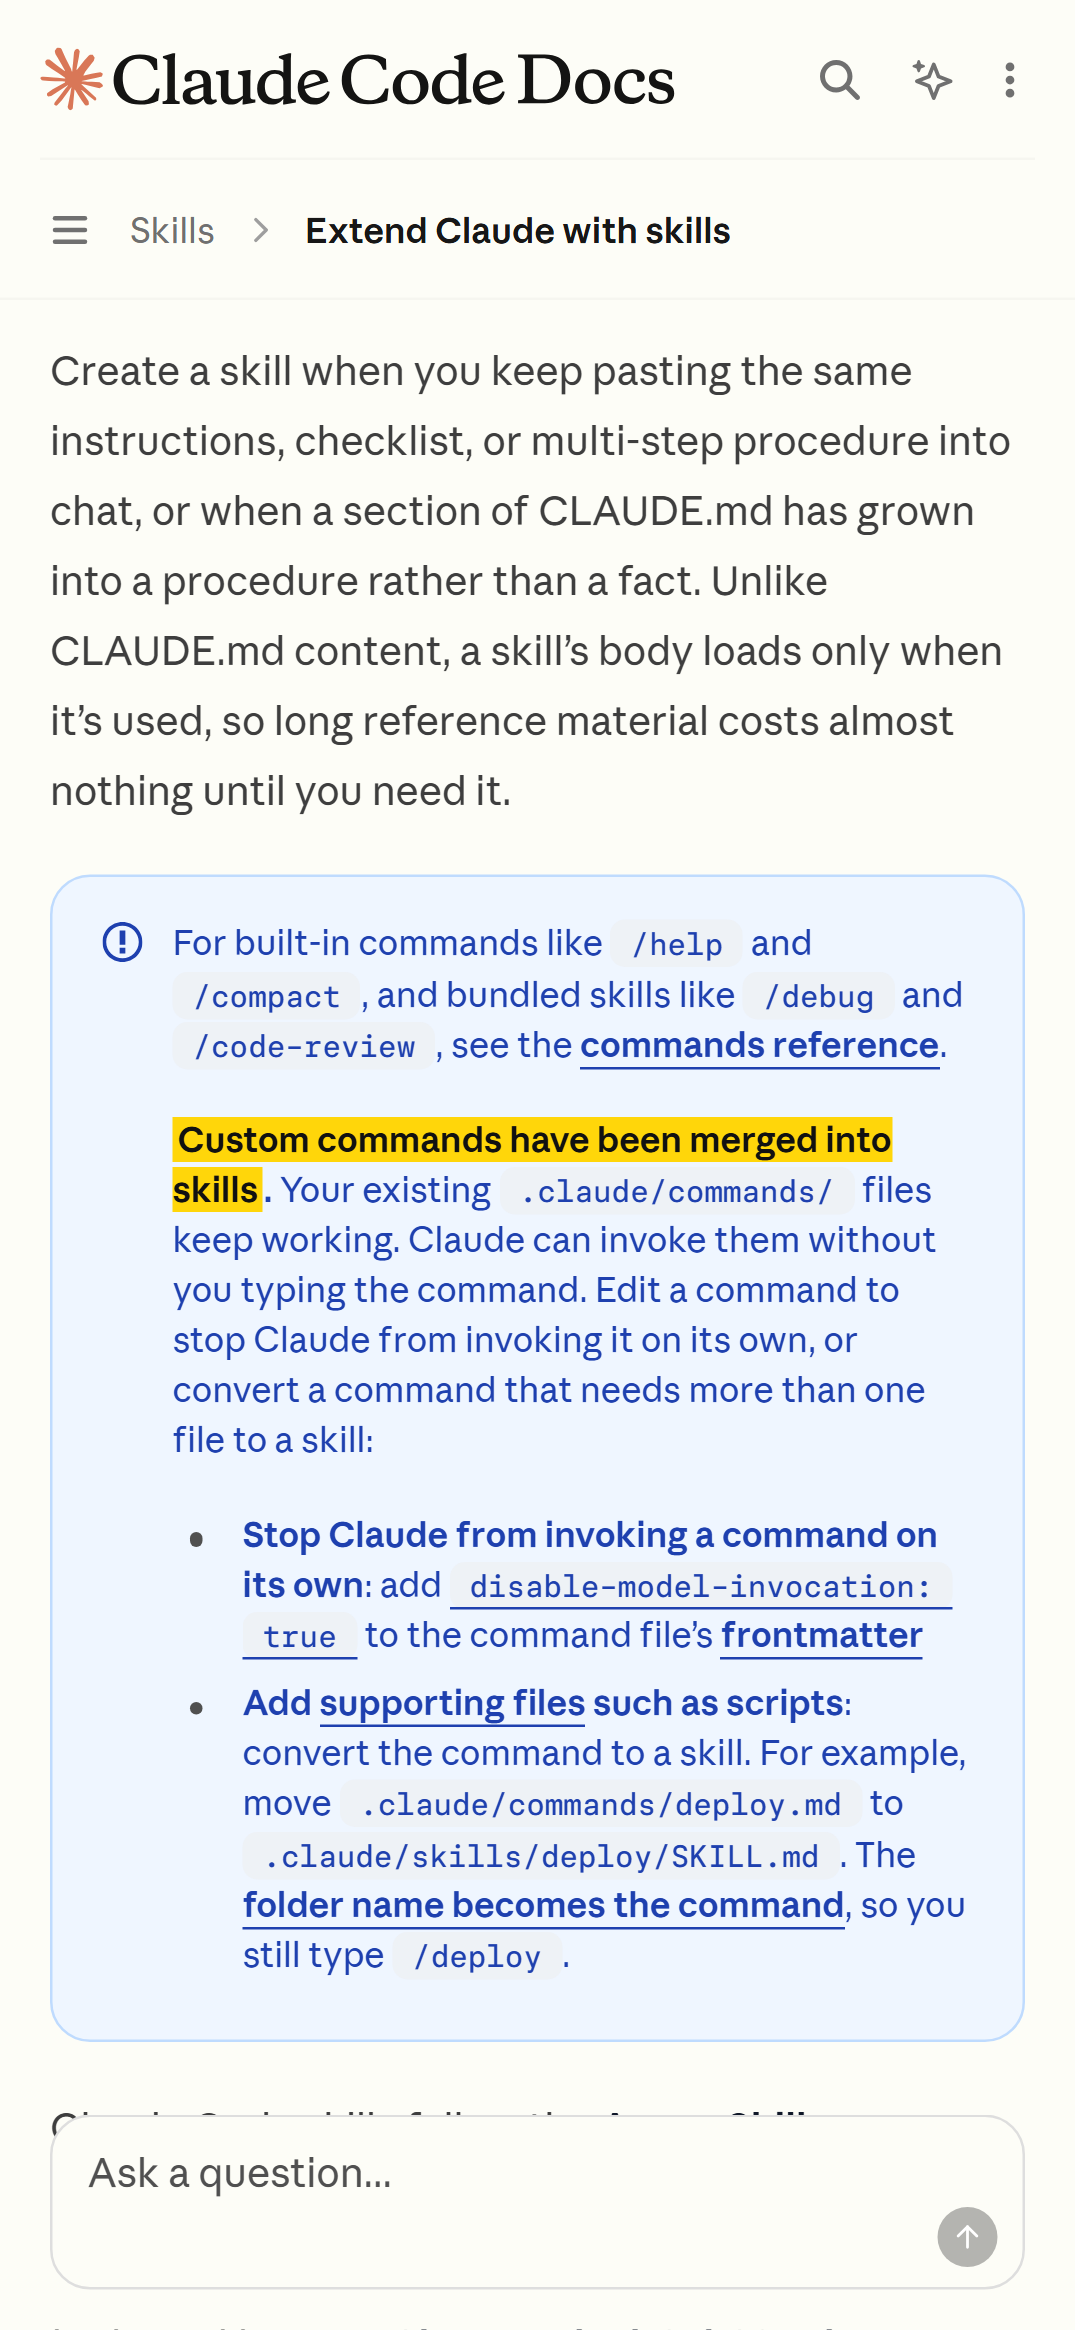 Claude Code Docs
Skills > Extend Claude with skills
Create a skill when you keep pasting the same
instructions, checklist, or multi-step procedure into
chat, or when a section of CLAUDE.md has grown
into a procedure rather than a fact. Unlike
CLAUDE.md content, a skill’s body loads only when
it’s used, so long reference material costs almost
nothing until you need it.
For built-in commands like /help and
/compact , and bundled skills like /debug and
/code-review , see the commands reference.
Custom commands have been merged into
skills. Your existing .claude/commands/ files
keep working. Claude can invoke them without
you typing the command. Edit a command to
stop Claude from invoking it on its own, or
convert a command that needs more than one
file to a skill:
• Stop Claude from invoking a command on
its own: add disable-model-invocation:
true to the command file’s frontmatter
• Add supporting files such as scripts:
convert the command to a skill. For example,
move .claude/commands/deploy.md to
.claude/skills/deploy/SKILL.md . The
folder name becomes the command, so you
still type /deploy .
Ask a question...